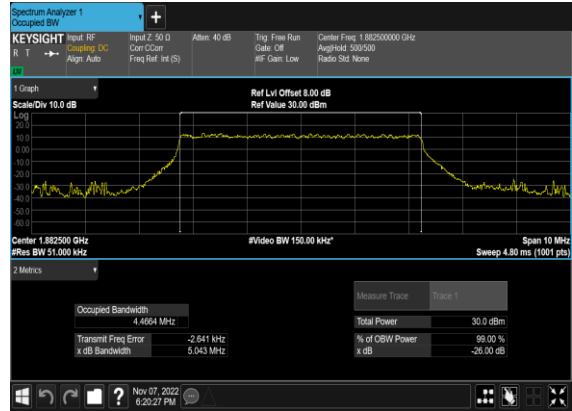 Spectrum Analyzer 1
Occupied BW
+
KEYSIGHT Input: RF Input Z: 50 Ω Atten: 40 dB Trig: Free Run Center Freq: 1.882500000 GHz
R T Coupling: DC Corr CCorr Gate: Off Avg|Hold: 500/500
Align: Auto Freq Ref: Int (S) #IF Gain: Low Radio Std: None
1 Graph
Ref Lvl Offset 8.00 dB
Scale/Div 10.0 dB Ref Value 30.00 dBm
Log
20.0
10.0
0.00
-10.0
-20.0
-30.0
-40.0
-50.0
-60.0
Center 1.882500 GHz #Video BW 150.00 kHz* Span 10 MHz
#Res BW 51.000 kHz Sweep 4.80 ms (1001 pts)
2 Metrics
Measure Trace Trace 1
Occupied Bandwidth
4.4664 MHz Total Power 30.0 dBm
Transmit Freq Error -2.641 kHz % of OBW Power 99.00 %
x dB Bandwidth 5.043 MHz x dB -26.00 dB
? Nov 07, 2022
6:20:27 PM